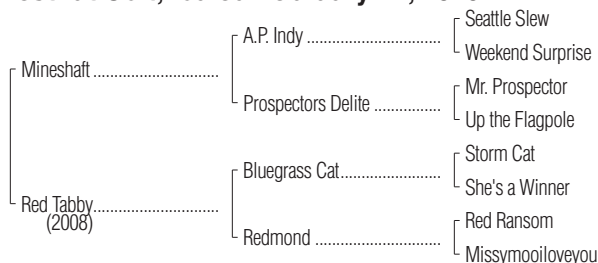 Seattle Slew
A.P. Indy ..................
Weekend Surprise
Mineshaft ........................
Mr. Prospector
Prospectors Delite ...............
Up the Flagpole
Storm Cat
Bluegrass Cat.................
She's a Winner
Red Tabby........................
(2008)
Red Ransom
Redmond ..................
Missymooiloveyou